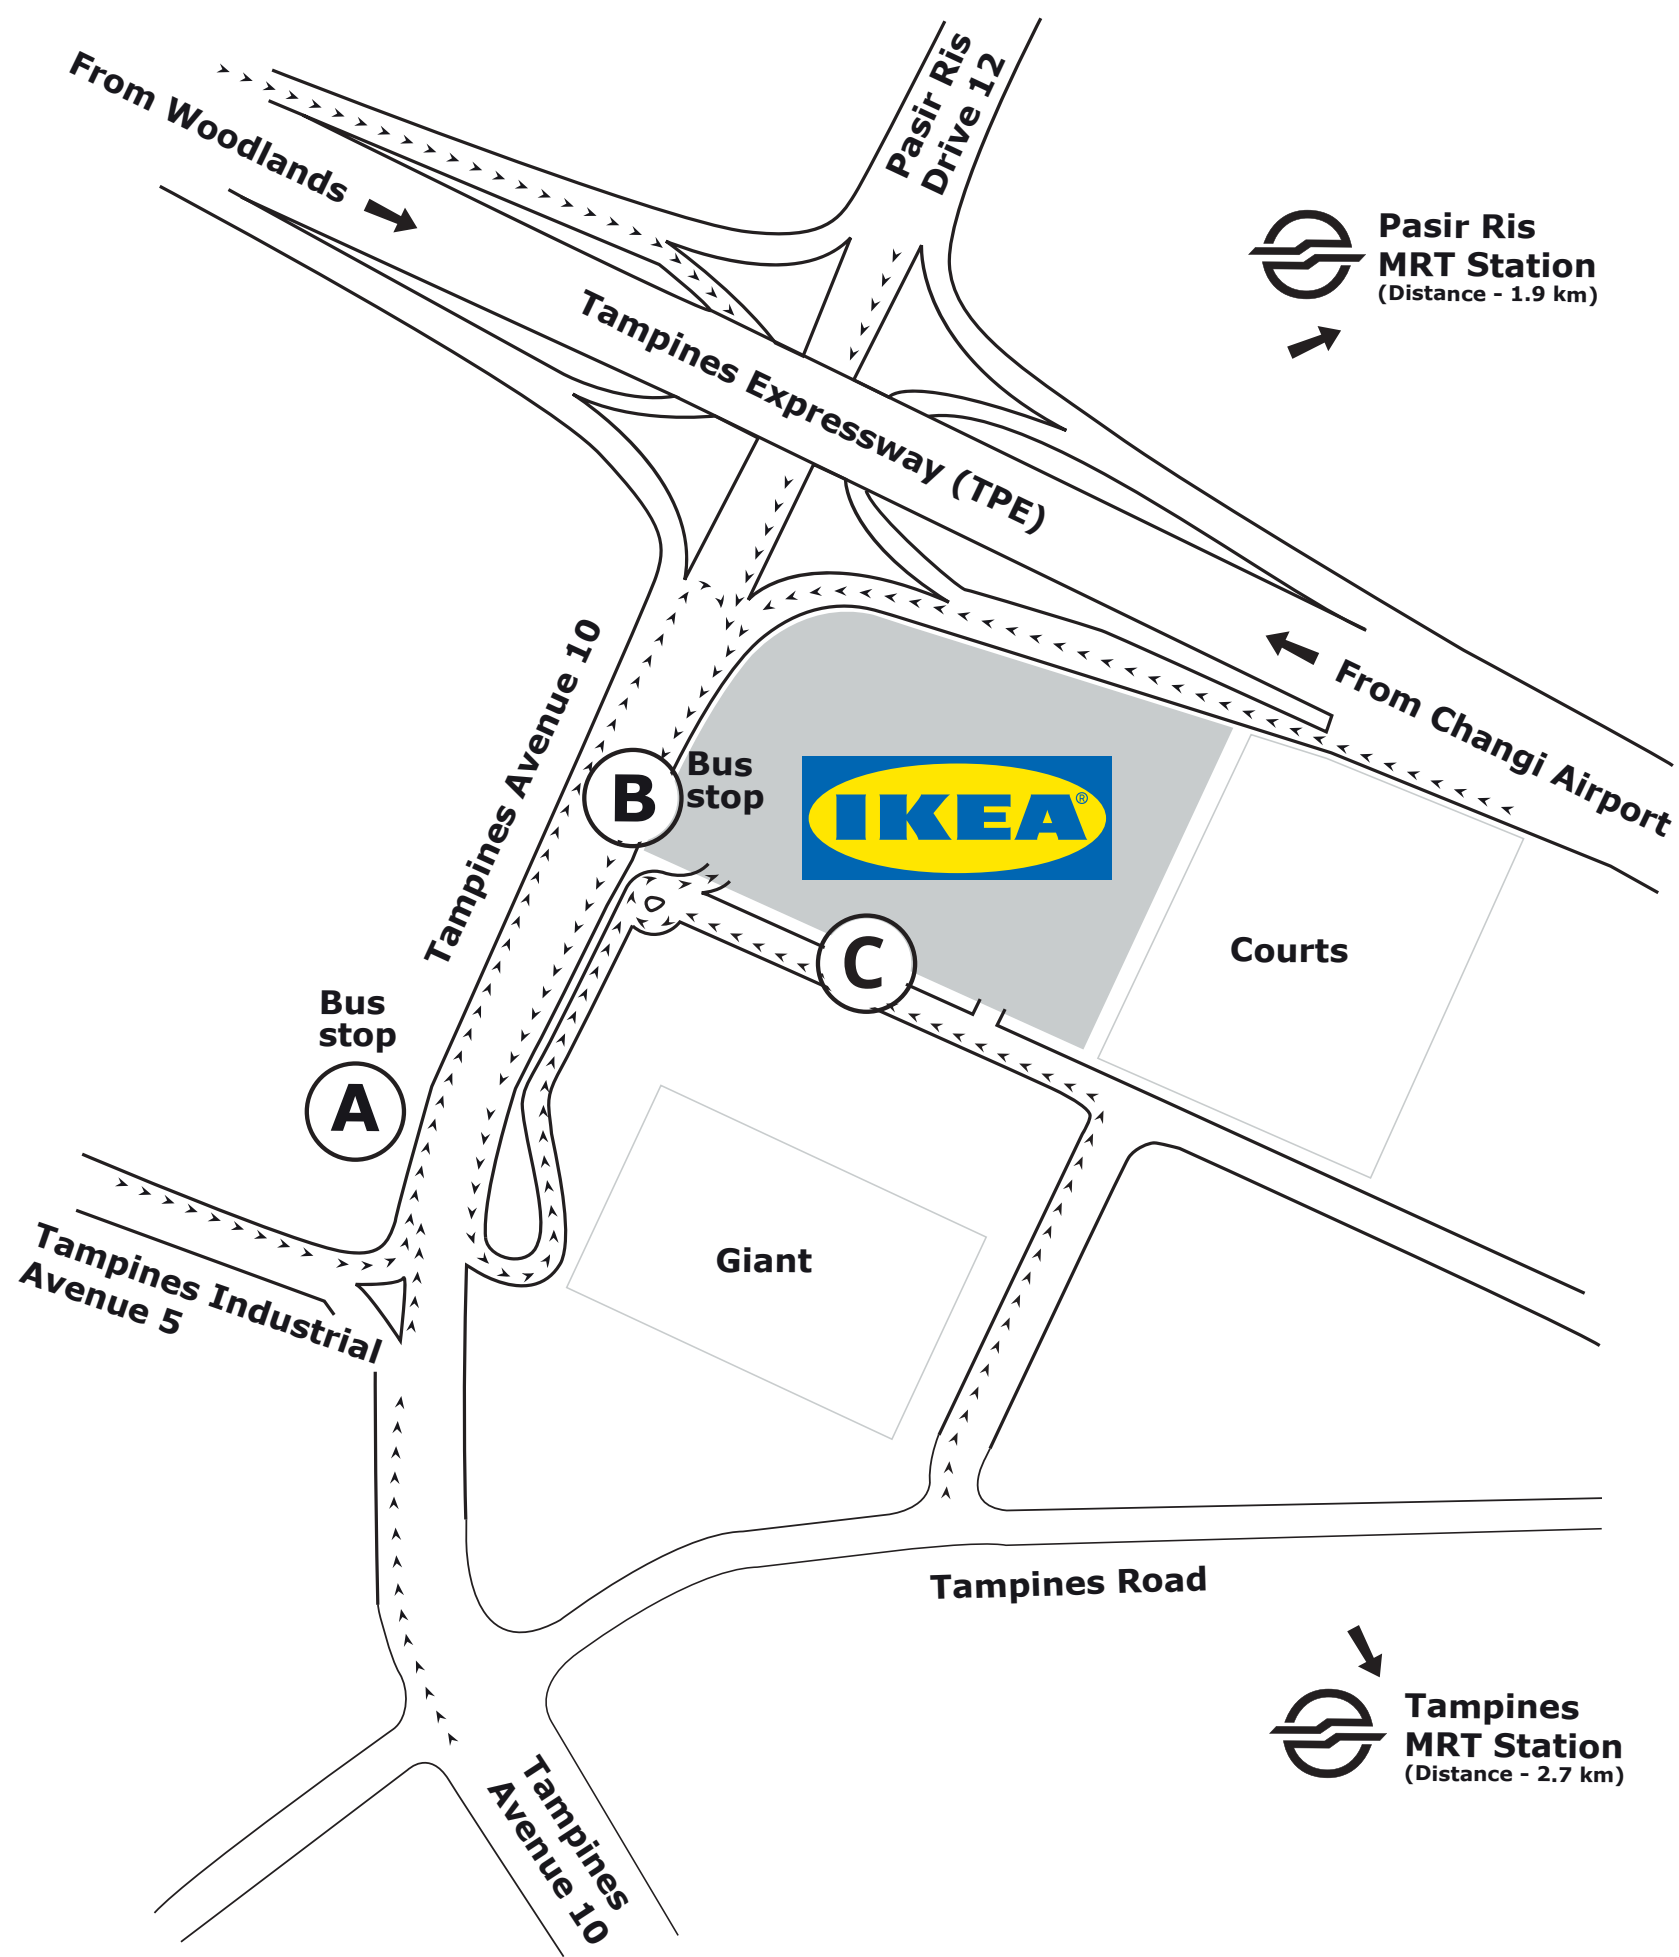 From Woodlands
Pasir Ris
Drive 12
Pasir Ris
MRT Station
(Distance - 1.9 km)
Tampines Expressway (TPE)
From Changi Airport
Tampines Avenue 10
B
Bus
stop
IKEA®
C
Courts
Bus
stop
A
Tampines Industrial
Avenue 5
Giant
Tampines Road
Tampines
MRT Station
(Distance - 2.7 km)
Tampines
Avenue 10